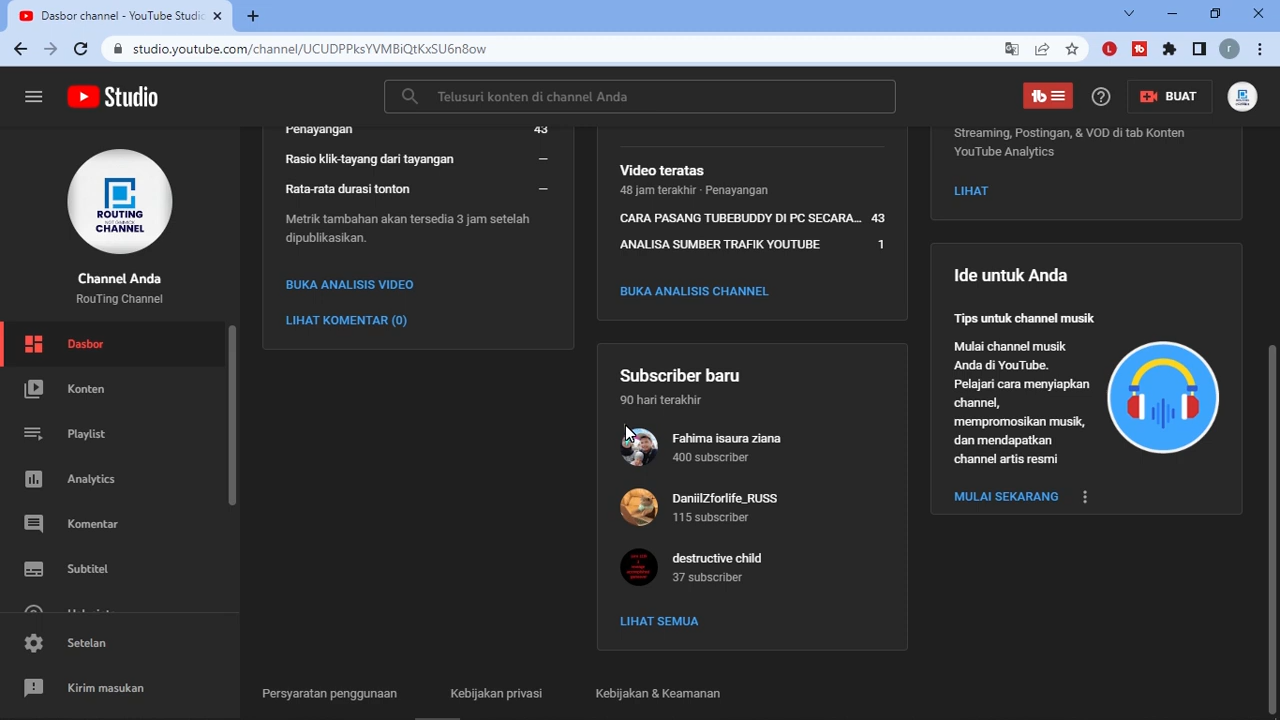 Dasbor channel - YouTube Studio
studio.youtube.com/channel/UCUDPPksYVMBiQtKxSU6n8ow
Studio
Telusuri konten di channel Anda
BUAT
ROUTING
CHANNEL
Channel Anda
RouTing Channel
Dasbor
Konten
Playlist
Analytics
Komentar
Subtitel
Setelan
Kirim masukan
Penayangan 43
Rasio klik-tayang dari tayangan —
Rata-rata durasi tonton —
Metrik tambahan akan tersedia 3 jam setelah
dipublikasikan.
BUKA ANALISIS VIDEO
LIHAT KOMENTAR (0)
Video teratas
48 jam terakhir · Penayangan
CARA PASANG TUBEBUDDY DI PC SECARA... 43
ANALISA SUMBER TRAFIK YOUTUBE 1
BUKA ANALISIS CHANNEL
Subscriber baru
90 hari terakhir
Fahima isaura ziana
400 subscriber
DaniilZforlife_RUSS
115 subscriber
destructive child
37 subscriber
LIHAT SEMUA
Streaming, Postingan, & VOD di tab Konten
YouTube Analytics
LIHAT
Ide untuk Anda
Tips untuk channel musik
Mulai channel musik
Anda di YouTube.
Pelajari cara menyiapkan
channel,
mempromosikan musik,
dan mendapatkan
channel artis resmi
MULAI SEKARANG
Persyaratan penggunaan
Kebijakan privasi
Kebijakan & Keamanan